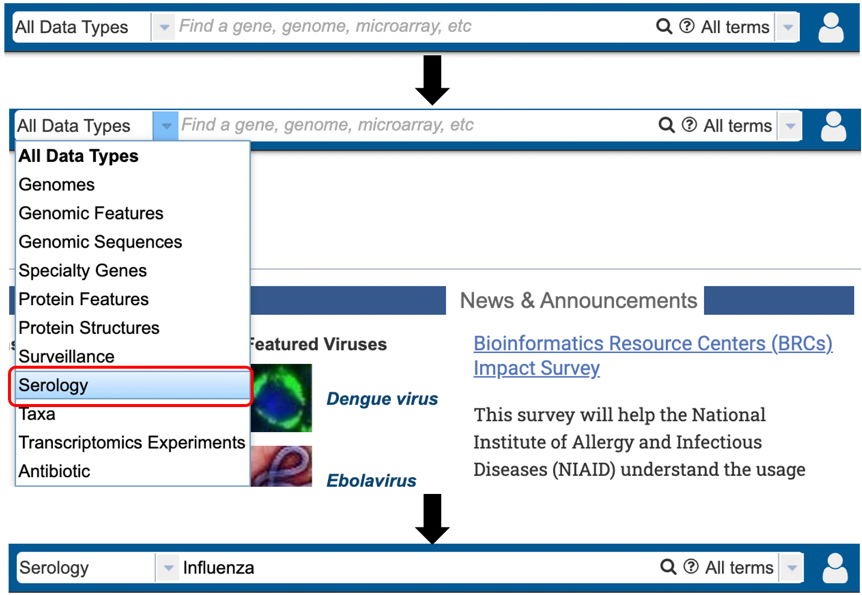 All Data Types Find a gene, genome, microarray, etc All terms
All Data Types Find a gene, genome, microarray, etc All terms
All Data Types
Genomes
Genomic Features
Genomic Sequences
Specialty Genes
Protein Features
Protein Structures
Surveillance
Serology
Taxa
Transcriptomics Experiments
Antibiotic
Featured Viruses
Dengue virus
Ebolavirus
News & Announcements
Bioinformatics Resource Centers (BRCs)
Impact Survey
This survey will help the National
Institute of Allergy and Infectious
Diseases (NIAID) understand the usage
Serology Influenza All terms